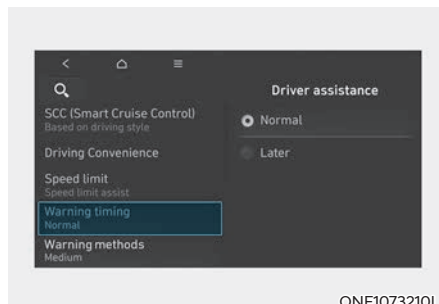 Driver assistance
SCC (Smart Cruise Control)
Based on driving style
Driving Convenience
Speed limit
Speed limit assist
Warning timing
Normal
Warning methods
Medium
Normal
Later